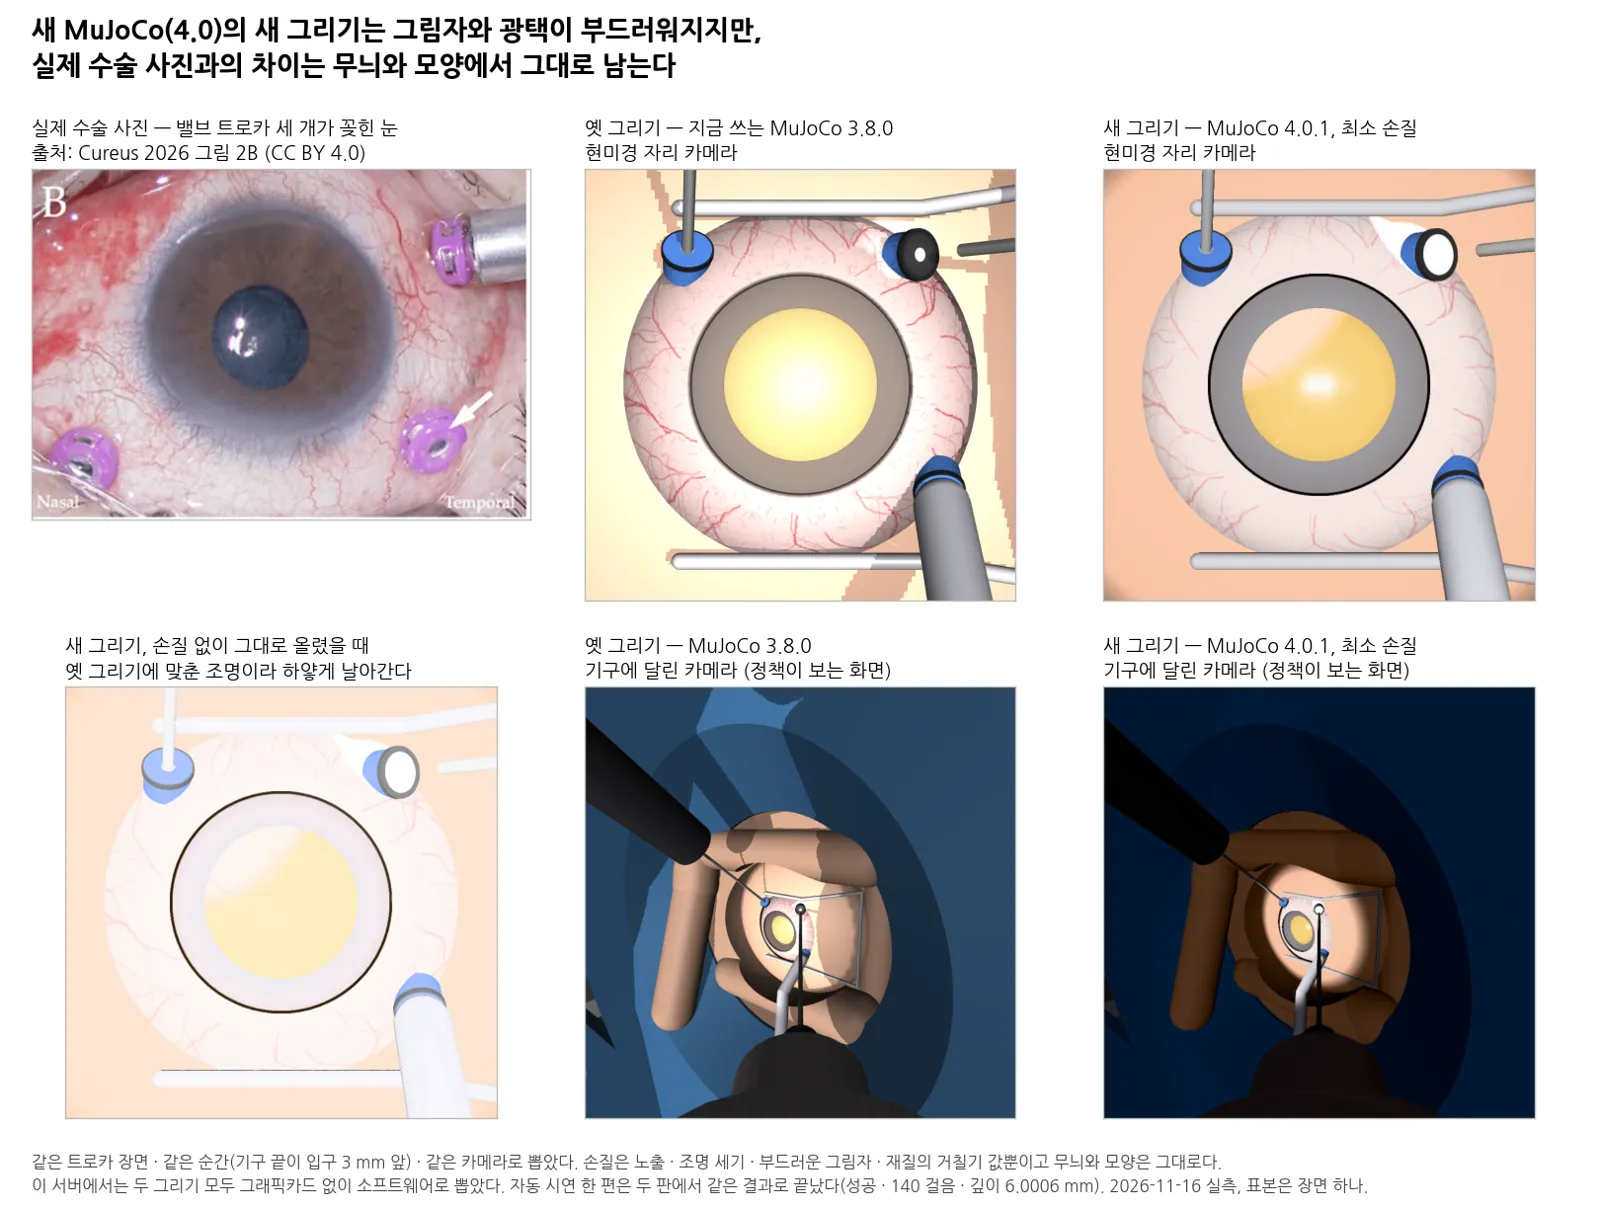 새 MuJoCo(4.0)의 새 그리기는 그림자와 광택이 부드러워지지만,
실제 수술 사진과의 차이는 무늬와 모양에서 그대로 남는다
실제 수술 사진 — 밸브 트로카 세 개가 꽂힌 눈
출처: Cureus 2026 그림 2B (CC BY 4.0)
B
Nasal
Temporal
옛 그리기 — 지금 쓰는 MuJoCo 3.8.0
현미경 자리 카메라
새 그리기 — MuJoCo 4.0.1, 최소 손질
현미경 자리 카메라
새 그리기, 손질 없이 그대로 올렸을 때
옛 그리기에 맞춘 조명이라 하얗게 날아간다
옛 그리기 — MuJoCo 3.8.0
기구에 달린 카메라 (정책이 보는 화면)
새 그리기 — MuJoCo 4.0.1, 최소 손질
기구에 달린 카메라 (정책이 보는 화면)
같은 트로카 장면 · 같은 순간(기구 끝이 입구 3 mm 앞) · 같은 카메라로 뽑았다. 손질은 노출 · 조명 세기 · 부드러운 그림자 · 재질의 거칠기 값뿐이고 무늬와 모양은 그대로다.
이 서버에서는 두 그리기 모두 그래픽카드 없이 소프트웨어로 뽑았다. 자동 시연 한 편은 두 판에서 같은 결과로 끝났다(성공 · 140 걸음 · 깊이 6.0006 mm). 2026-11-16 실측, 표본은 장면 하나.